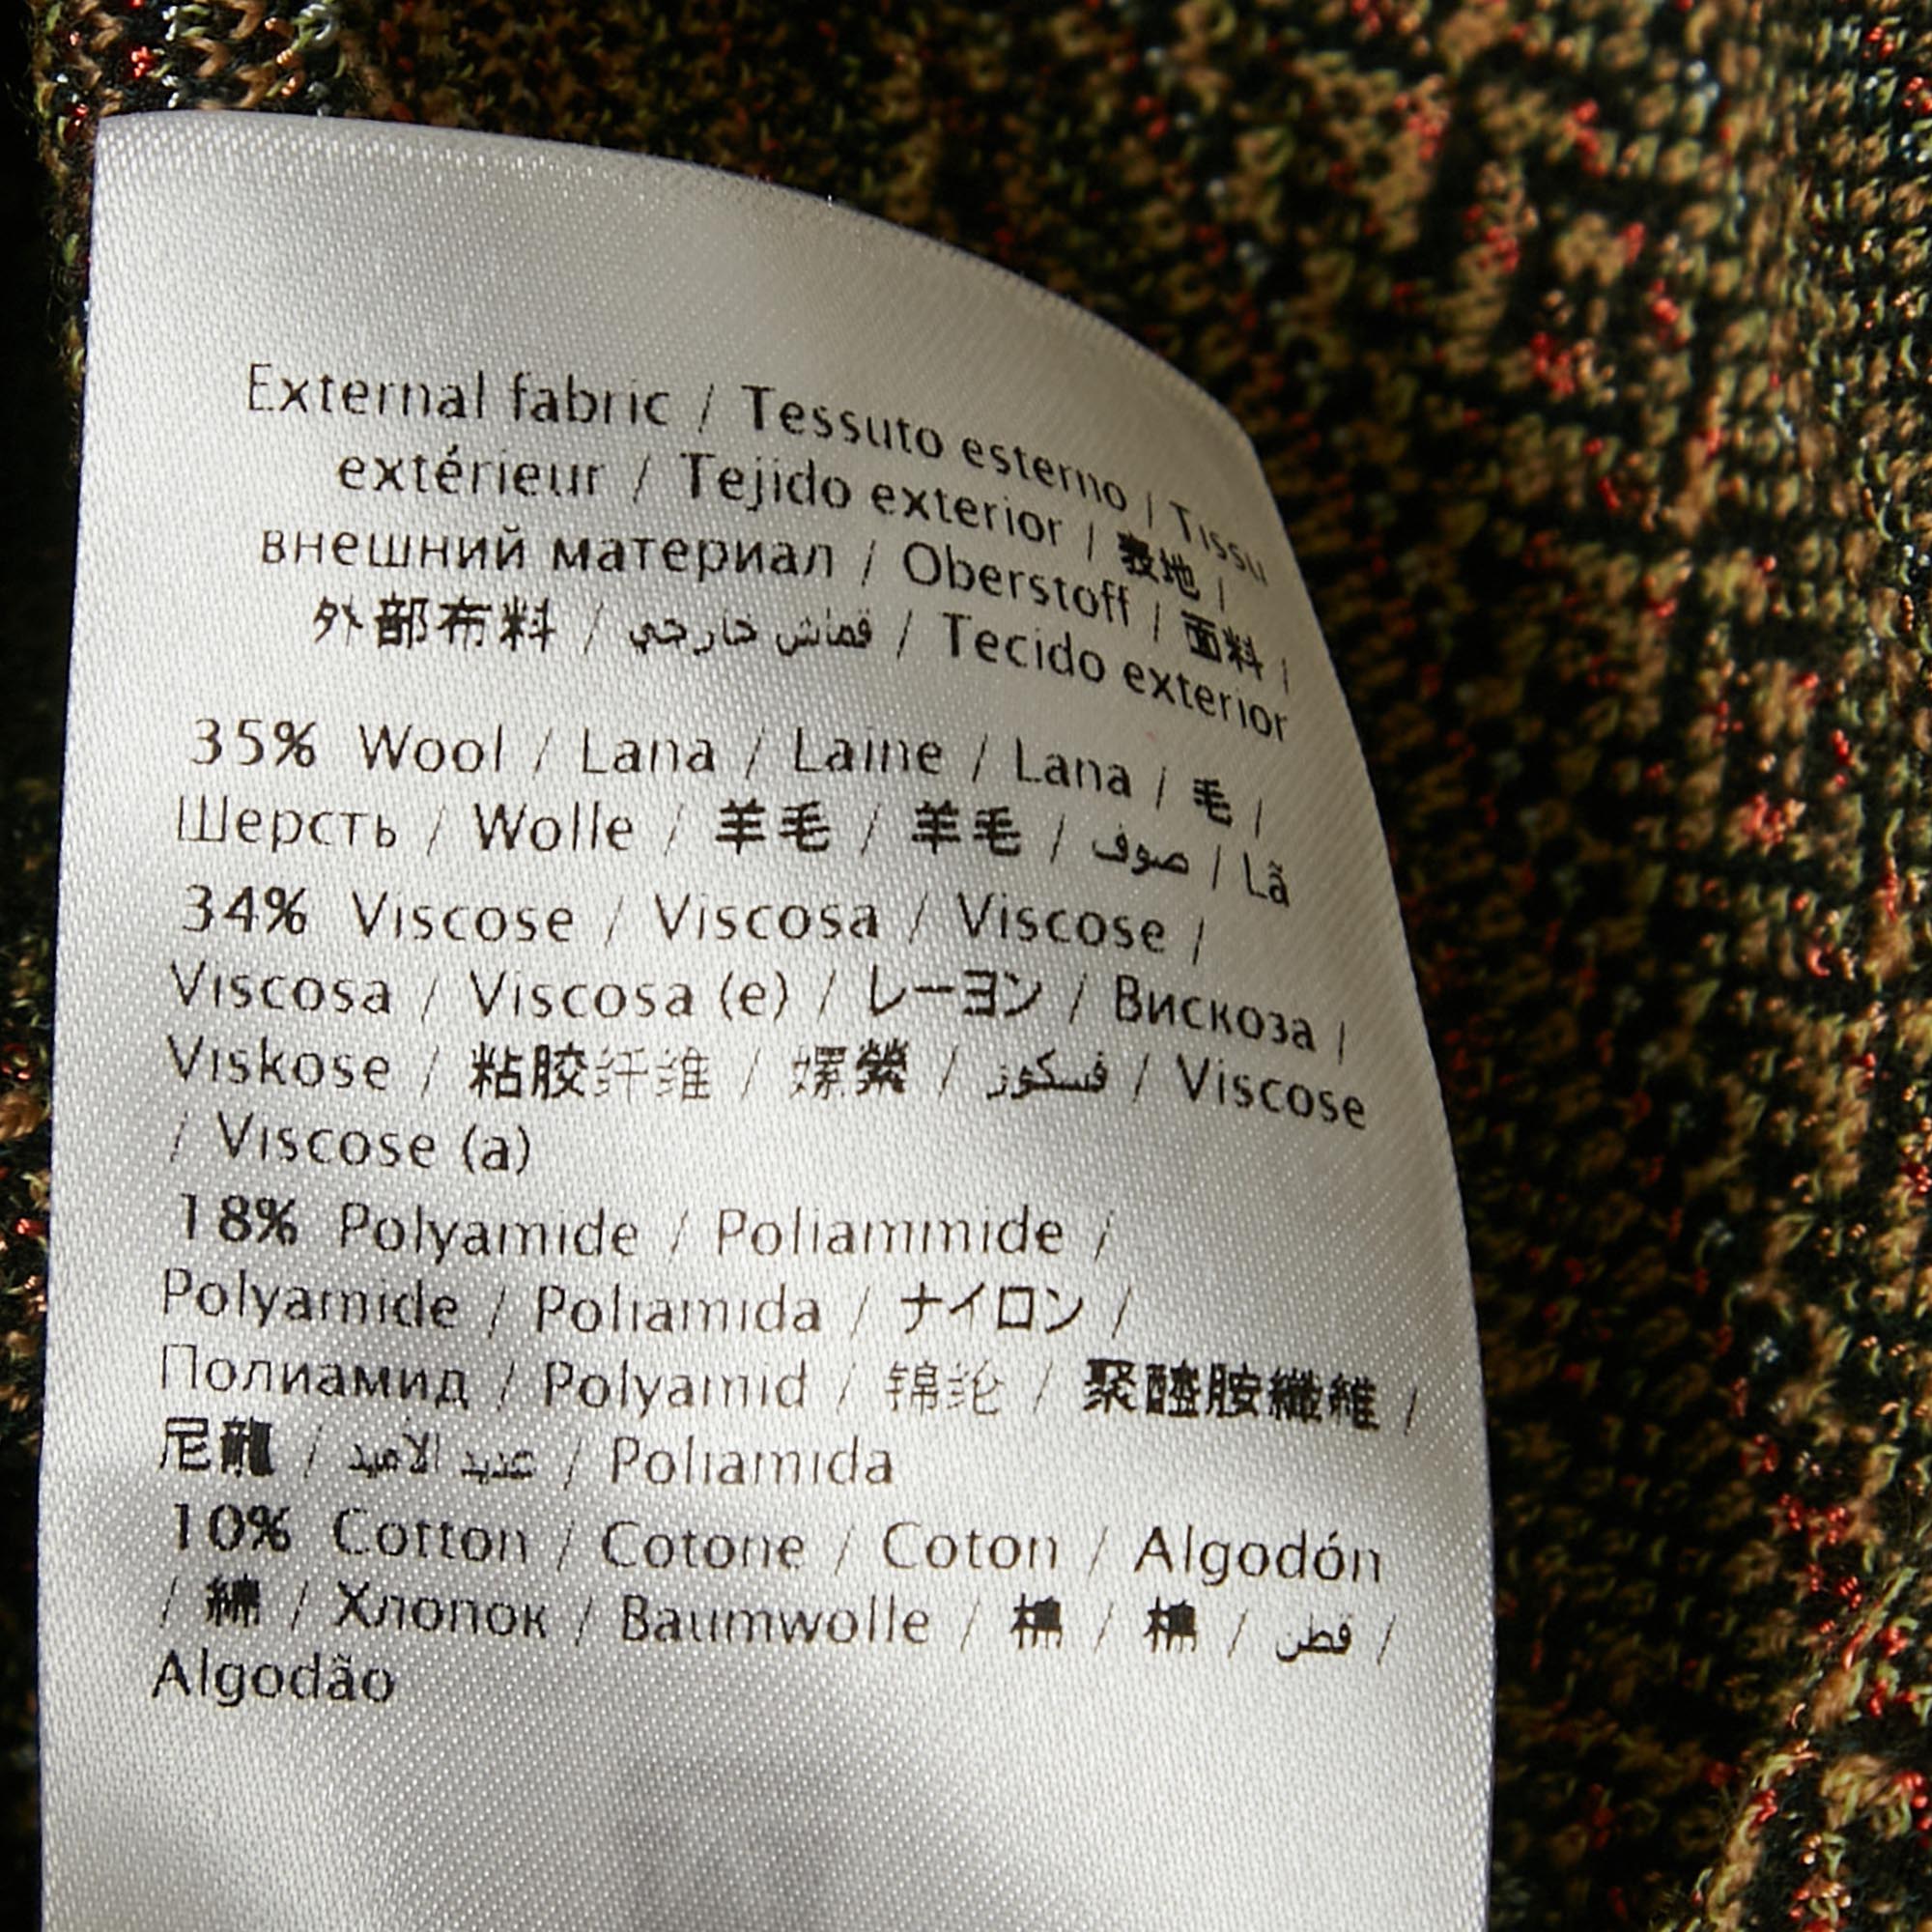 External fabric / Tessuto esterno / Tissu
extérieur / Tejido exterior / 表地 /
внешний материал / Oberstoff / 面料 /
外部布料 / قماش خارجي / Tecido exterior
35% Wool / Lana / Laine / Lana / 毛 /
Шерсть / Wolle / 羊毛 / 羊毛 / صوف / Lã
34% Viscose / Viscosa / Viscose /
Viscosa / Viscosa (e) / レーヨン / Вискоза /
Viskose / 粘胶纤维 / 嫘縈 / فسكوز / Viscose
/ Viscose (a)
18% Polyamide / Poliammide /
Polyamide / Poliamida / ナイロン /
Полиамид / Polyamid / 锦纶 / 聚醯胺纖維 /
尼龍 / عديد الأميد / Poliamida
10% Cotton / Cotone / Coton / Algodón
/ 綿 / Хлопок / Baumwolle / 棉 / 棉 / قطن /
Algodão